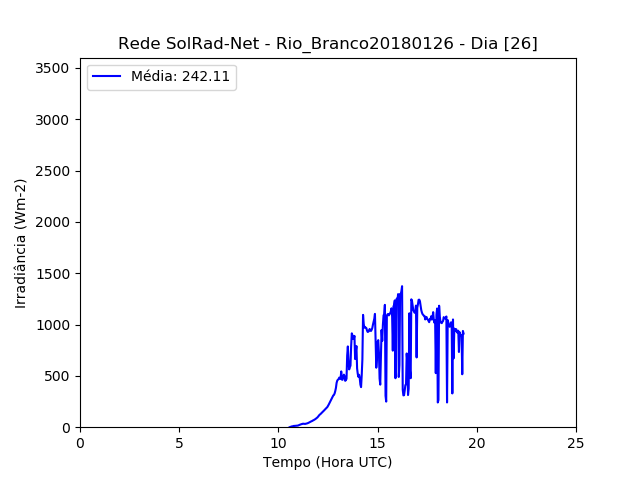 Rede SolRad-Net - Rio_Branco20180126 - Dia [26]
Média: 242.11
Irradiância (Wm-2)
3500
3000
2500
2000
1500
1000
500
0
0 5 10 15 20 25
Tempo (Hora UTC)